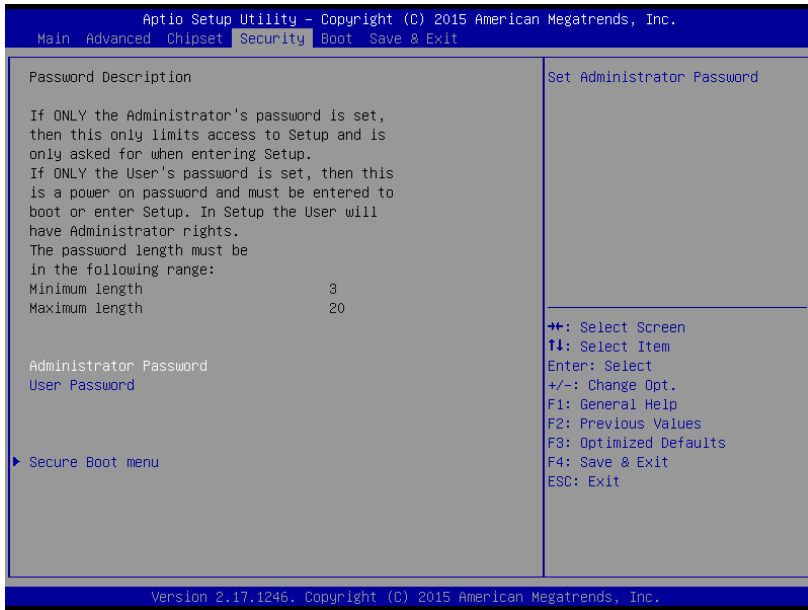 Aptio Setup Utility – Copyright (C) 2015 American Megatrends, Inc.
Main Advanced Chipset Security Boot Save & Exit
Password Description
If ONLY the Administrator's password is set,
then this only limits access to Setup and is
only asked for when entering Setup.
If ONLY the User's password is set, then this
is a power on password and must be entered to
boot or enter Setup. In Setup the User will
have Administrator rights.
The password length must be
in the following range:
Minimum length 3
Maximum length 20
Administrator Password
User Password
Secure Boot menu
Set Administrator Password
→←: Select Screen
↑↓: Select Item
Enter: Select
+/-: Change Opt.
F1: General Help
F2: Previous Values
F3: Optimized Defaults
F4: Save & Exit
ESC: Exit
Version 2.17.1246. Copyright (C) 2015 American Megatrends, Inc.